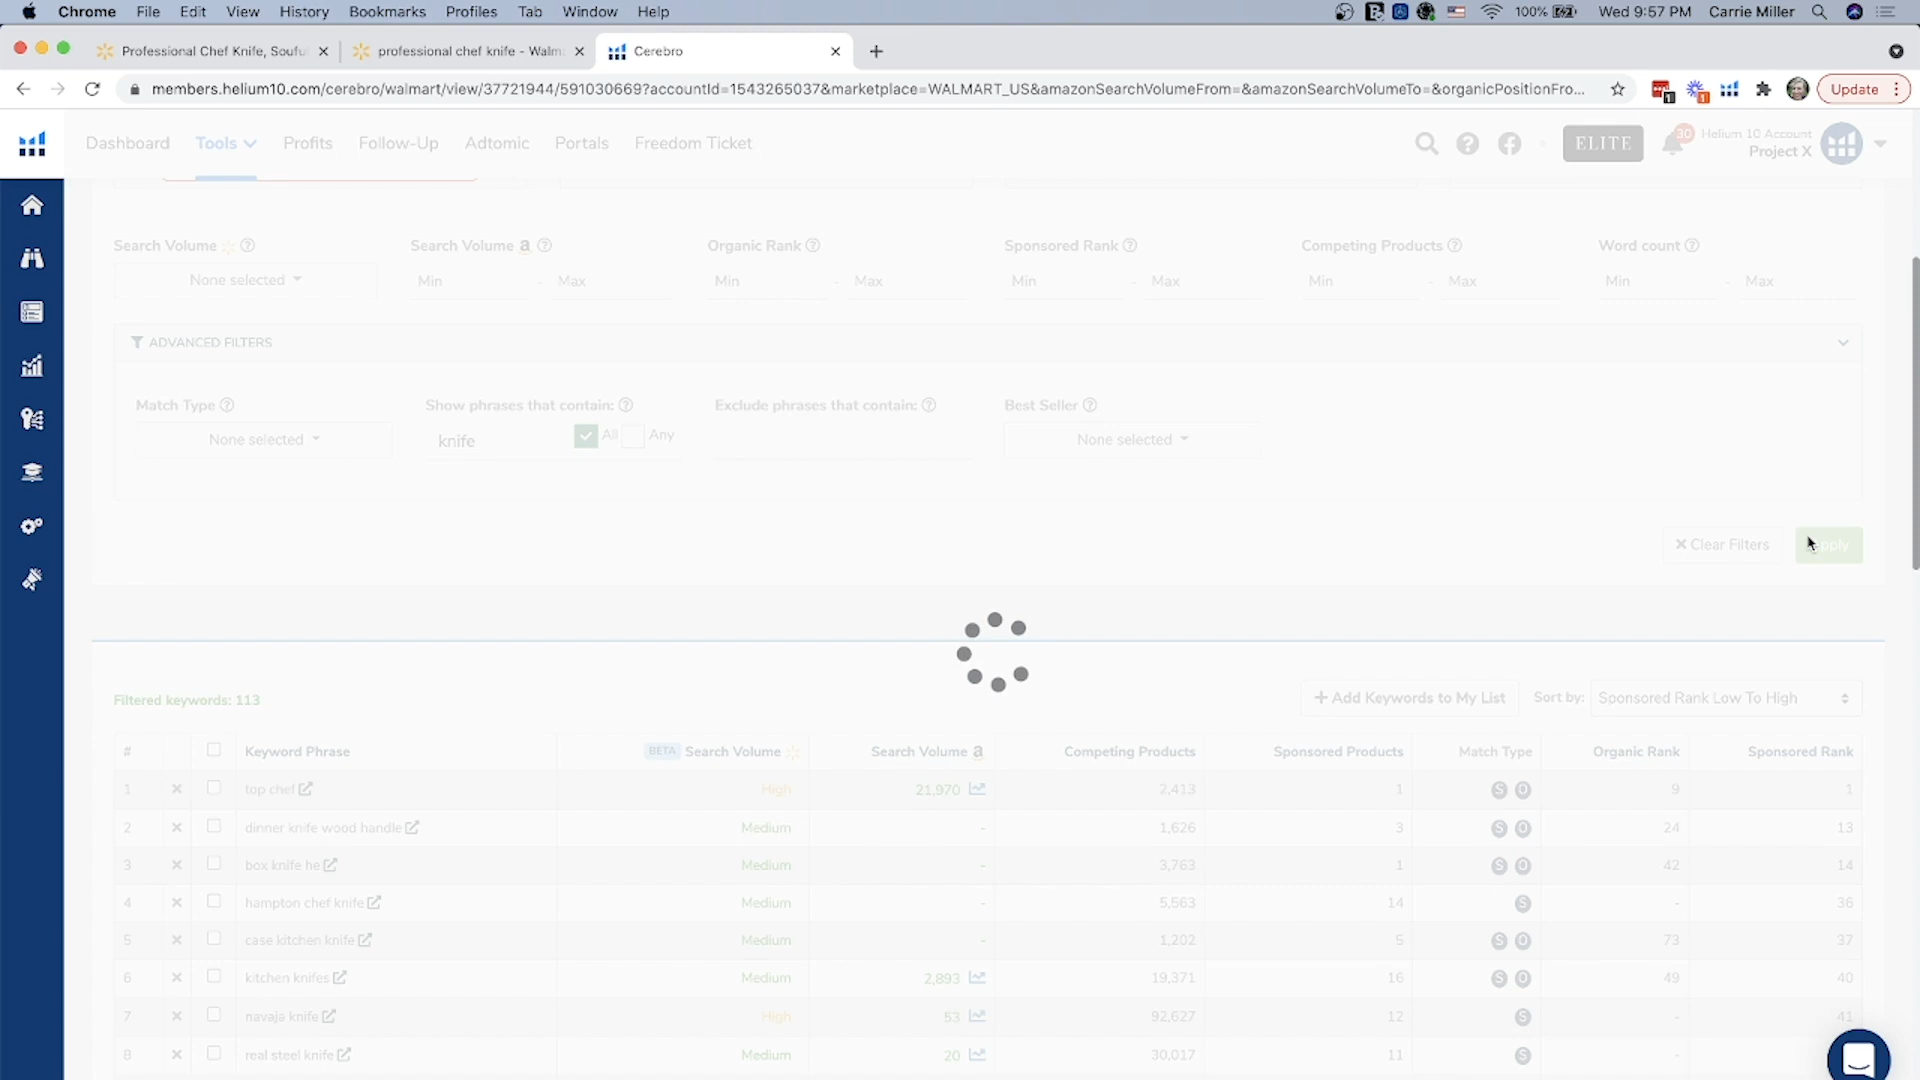 Chrome File Edit View History Bookmarks Profiles Tab Window Help 100% Wed 9:57 PM Carrie Miller
Professional Chef Knife, Soufu professional chef knife - Walm Cerebro
members.helium10.com/cerebro/walmart/view/37721944/591030669?accountId=1543265037&marketplace=WALMART_US&amazonSearchVolumeFrom=&amazonSearchVolumeTo=&organicPositionFro... 1 1 Update
Dashboard Tools Profits Follow-Up Adtomic Portals Freedom Ticket ELITE 30 Helium 10 Account
Project X
Search Volume Search Volume a Organic Rank Sponsored Rank Competing Products Word count
None selected Min - Max Min - Max Min - Max Min - Max Min - Max
ADVANCED FILTERS
Match Type Show phrases that contain: Exclude phrases that contain: Best Seller
None selected knife All Any None selected
Clear Filters Apply
Filtered keywords: 113 + Add Keywords to My List Sort by: Sponsored Rank Low To High
# Keyword Phrase BETA Search Volume Search Volume a Competing Products Sponsored Products Match Type Organic Rank Sponsored Rank
1 top chef High 21,970 2,413 1 S O 9 1
2 dinner knife wood handle Medium - 1,626 3 S O 24 13
3 box knife he Medium - 3,763 1 S O 42 14
4 hampton chef knife Medium - 5,563 14 S - 36
5 case kitchen knife Medium - 1,202 5 S O 73 37
6 kitchen knifes Medium 2,893 19,371 16 S O 49 40
7 navaja knife High 53 92,627 12 S - 41
8 real steel knife Medium 20 30,017 11 S -